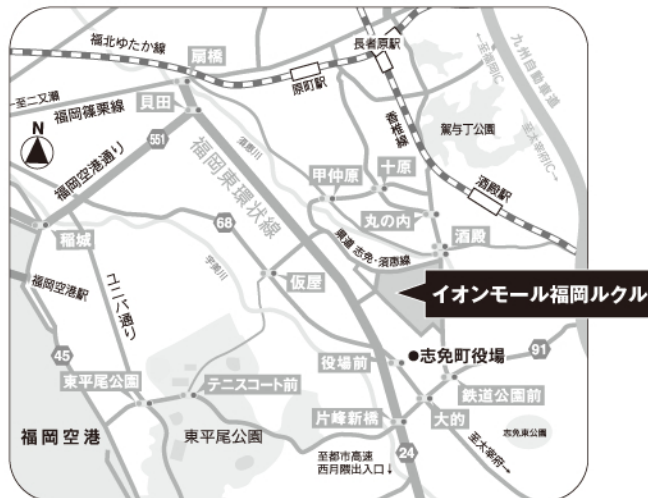 福北ゆたか線
扇橋
長者原駅
←至福岡IC
九州自動車道
原町駅
←至二又瀬
福岡篠栗線
貝田
香椎線
駕与丁公園
至太宰府IC→
N
551
福岡空港通り
須恵川
福岡東環状線
甲仲原
十原
酒殿駅
丸の内
稲城
68
県道 志免・須恵線
酒殿
宇美川
仮屋
福岡空港駅
ユニバ通り
イオンモール福岡ルクル
45
役場前
志免町役場
91
東平尾公園
テニスコート前
鉄道公園前
片峰新橋
大的
福岡空港
東平尾公園
志免東公園
24
至都市高速
西月隈出入口↓
至太宰府→